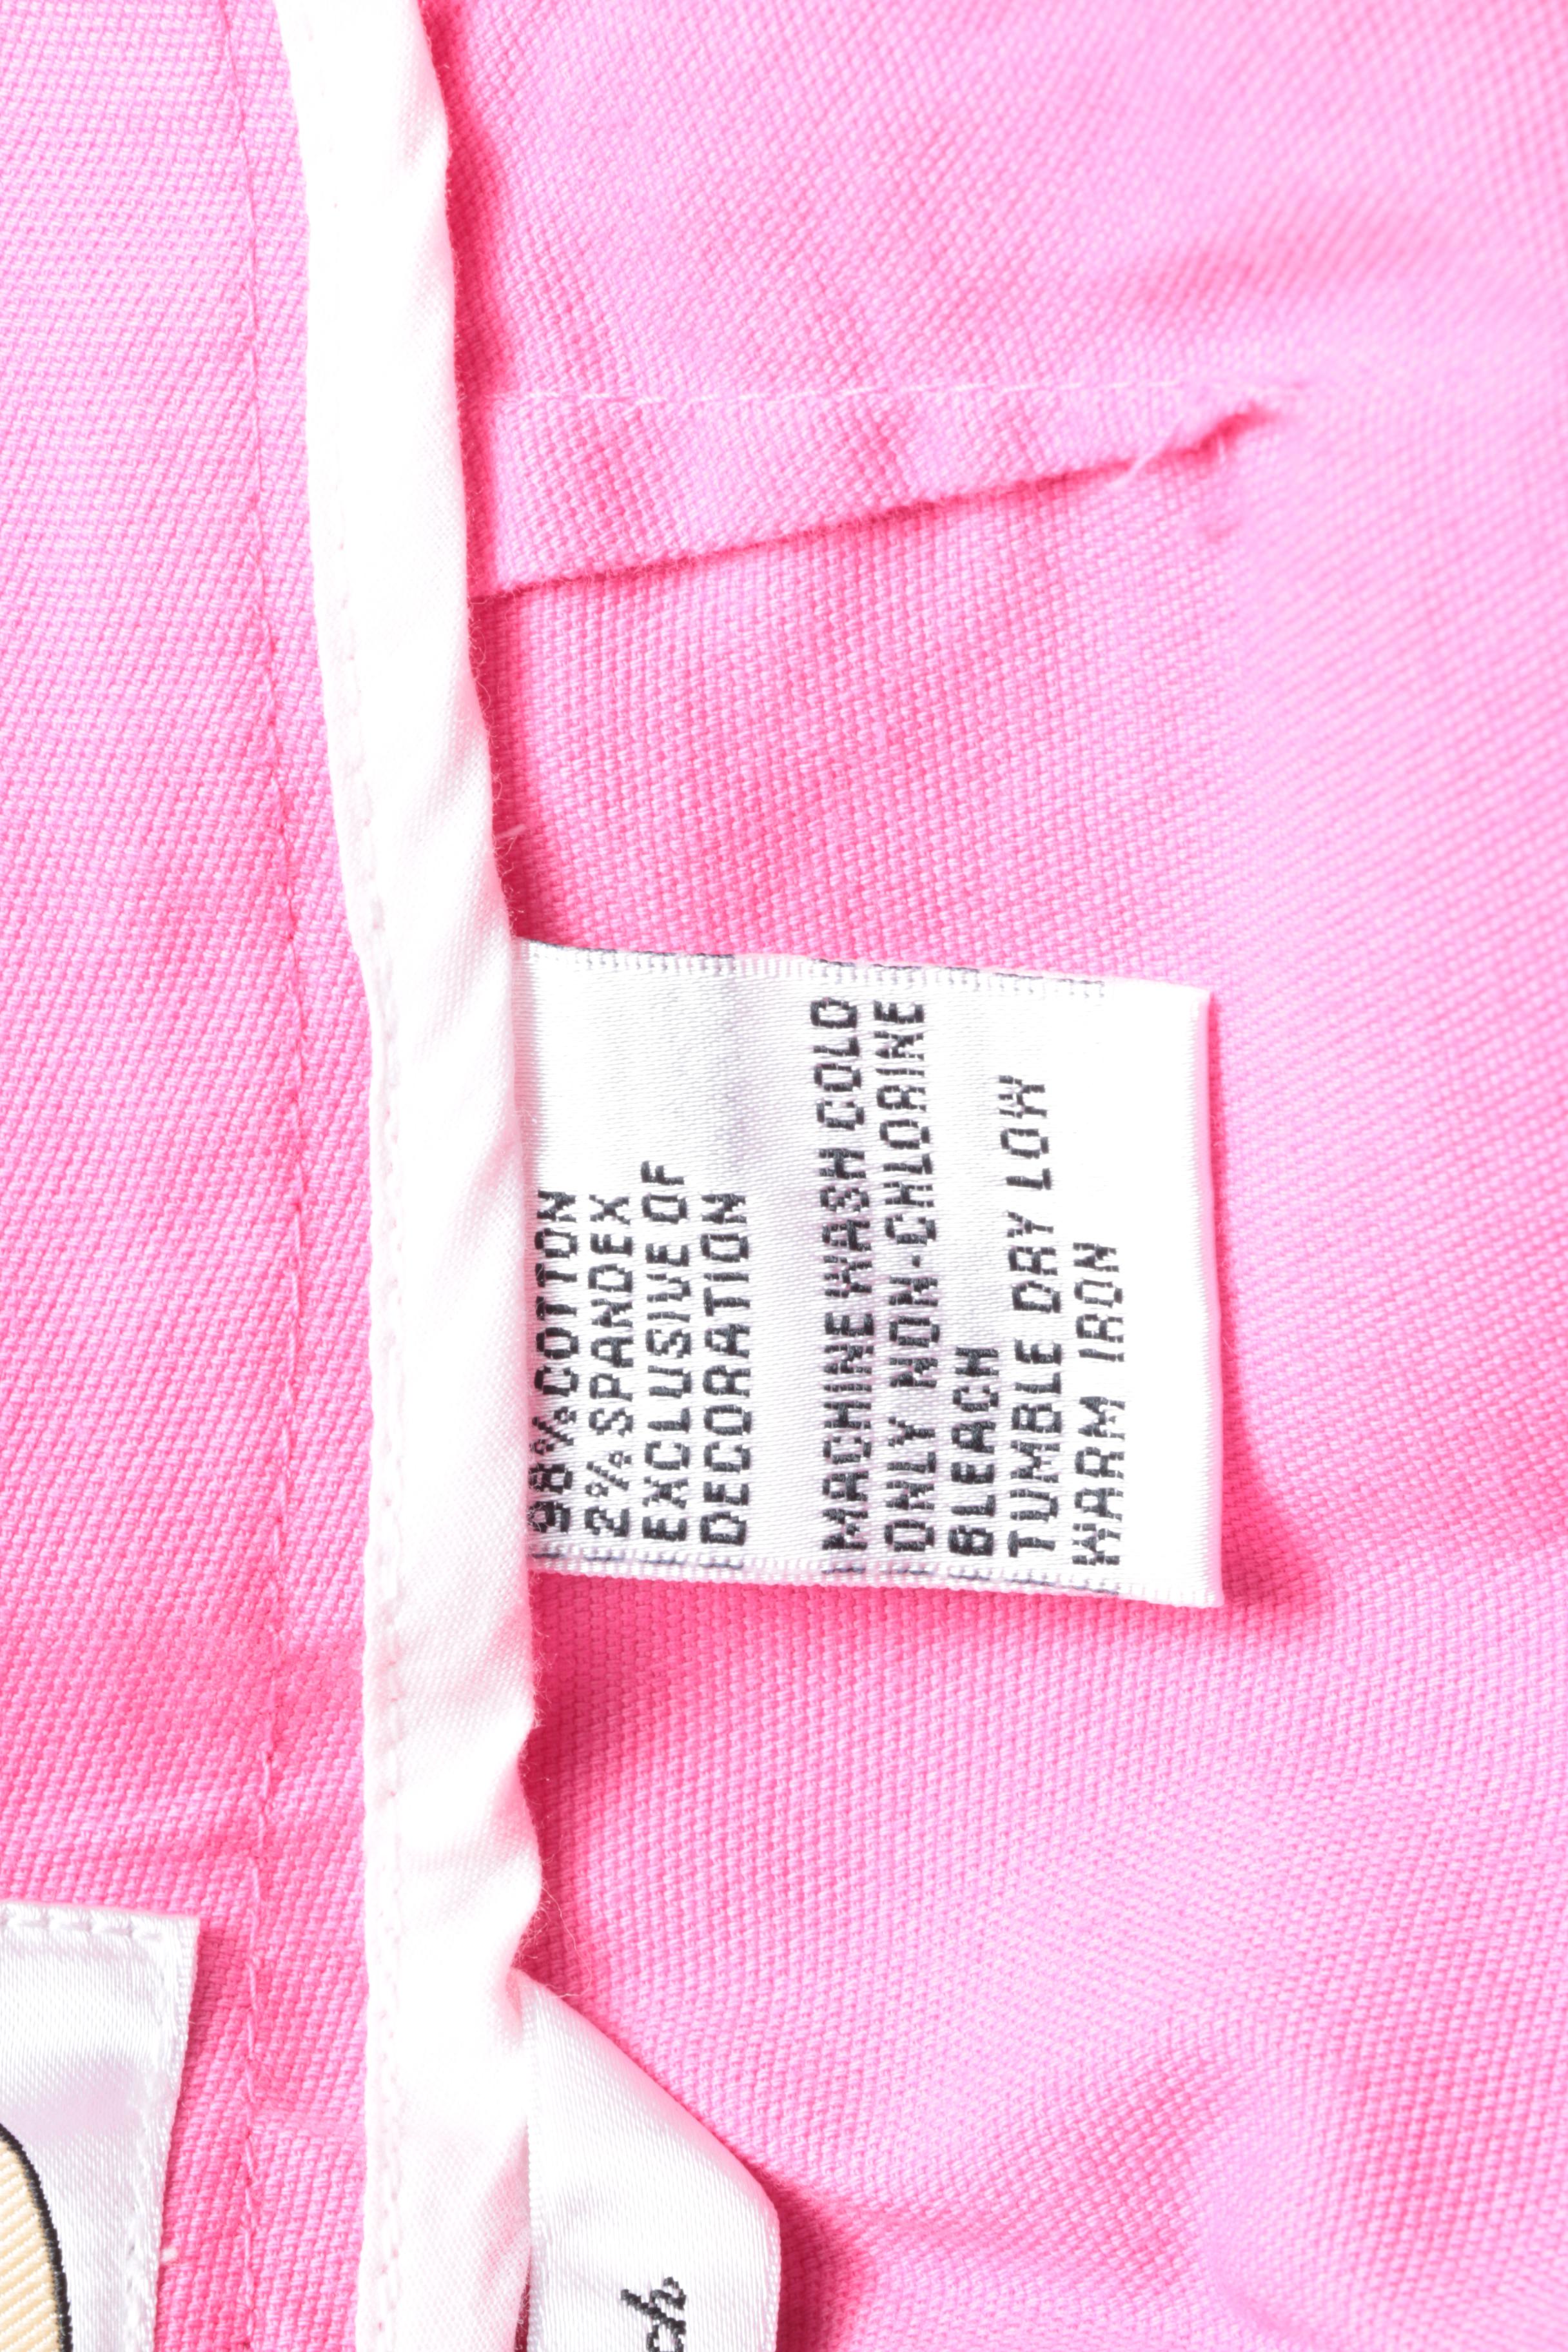 98% COTTON
2% SPANDEX
EXCLUSIVE OF
DECORATION
MACHINE WASH COLD
ONLY NON-CHLORINE
BLEACH
TUMBLE DRY LOW
WARM IRON
ch